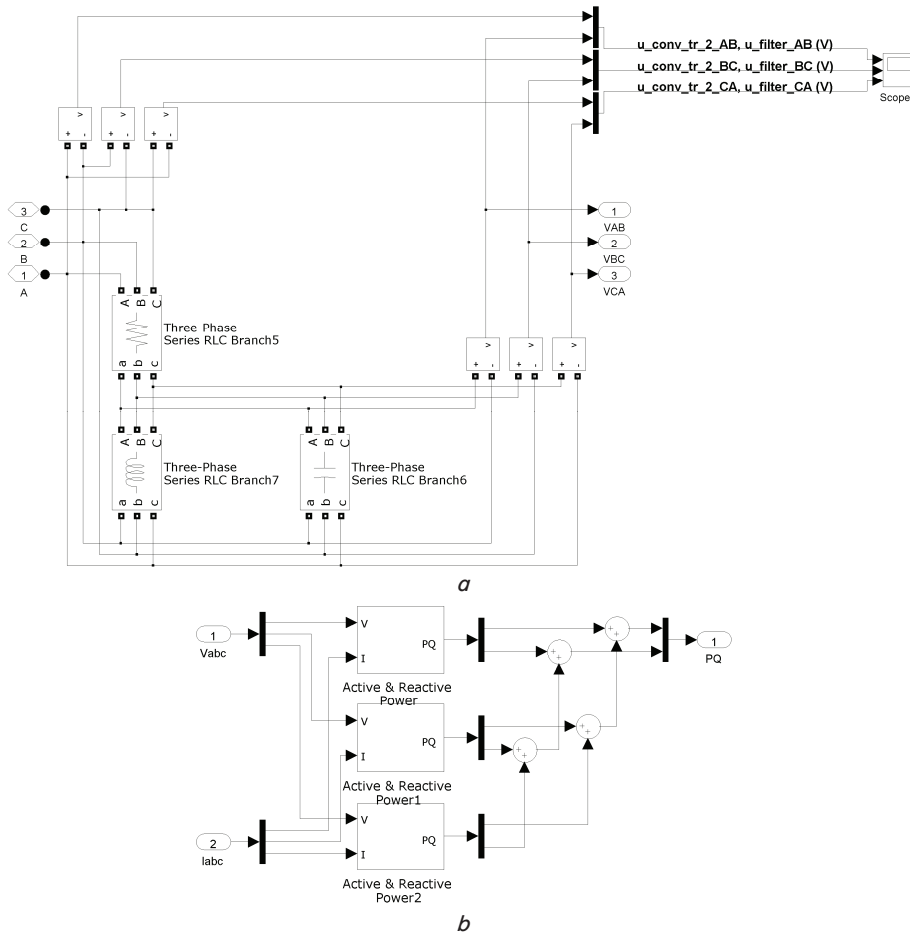 u_conv_tr_2_AB, u_filter_AB (V)
u_conv_tr_2_BC, u_filter_BC (V)
u_conv_tr_2_CA, u_filter_CA (V)
Scope
v v v
+ - + - + -
3
C
2
B
1
A
1
VAB
2
VBC
3
VCA
A B C
Three-Phase
Series RLC Branch5
a b c
v v v
+ - + - + -
A B C
Three-Phase
Series RLC Branch7
a b c
A B C
Three-Phase
Series RLC Branch6
a b c
a
1
Vabc
V
I
PQ
Active & Reactive
Power
+
+
+
+
1
PQ
V
I
PQ
Active & Reactive
Power1
+
+
+
+
2
Iabc
V
I
PQ
Active & Reactive
Power2
b